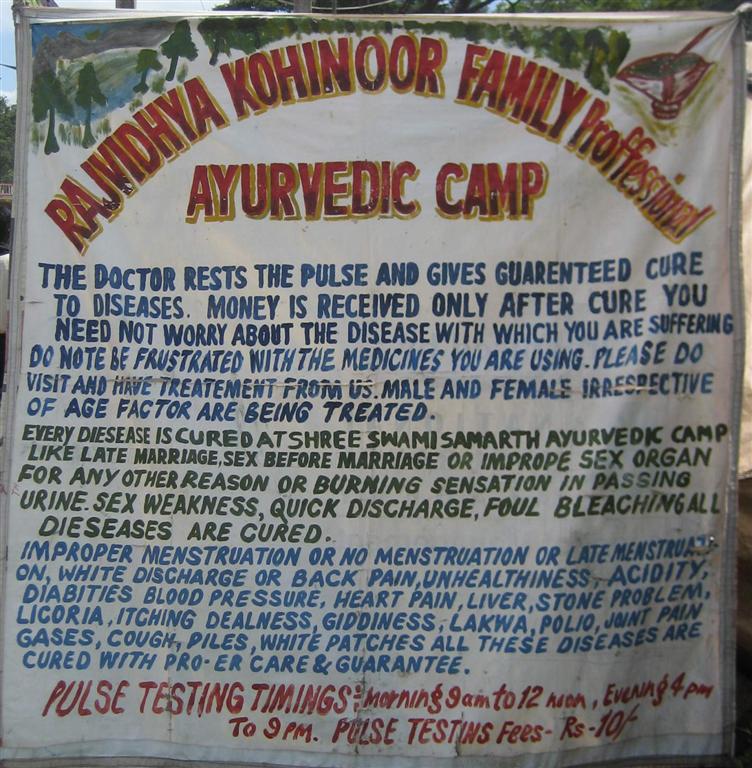 RAJVIDHYA KOHINOOR FAMILY Proffessional
AYURVEDIC CAMP
THE DOCTOR RESTS THE PULSE AND GIVES GUARENTEED CURE
TO DISEASES. MONEY IS RECEIVED ONLY AFTER CURE YOU
NEED NOT WORRY ABOUT THE DISEASE WITH WHICH YOU ARE SUFFERING
DO NOTE BE FRUSTRATED WITH THE MEDICINES YOU ARE USING. PLEASE DO
VISIT AND HAVE TREATEMENT FROM US. MALE AND FEMALE IRRESPECTIVE
OF AGE FACTOR ARE BEING TREATED.
EVERY DIESEASE IS CURED AT SHREE SWAMI SAMARTH AYURVEDIC CAMP
LIKE LATE MARRIAGE, SEX BEFORE MARRIAGE OR IMPROPE SEX ORGAN
FOR ANY OTHER REASON OR BURNING SENSATION IN PASSING
URINE. SEX WEAKNESS, QUICK DISCHARGE, FOUL BLEACHING ALL
DIESEASES ARE CURED.
IMPROPER MENSTRUATION OR NO MENSTRUATION OR LATE MENSTRUATI-
ON, WHITE DISCHARGE OR BACK PAIN, UNHEALTHINESS, ACIDITY,
DIABITIES BLOOD PRESSURE, HEART PAIN, LIVER, STONE PROBLEM,
LICORIA, ITCHING DEALNESS, GIDDINESS, LAKWA, POLIO, JOINT PAIN
GASES, COUGH, PILES, WHITE PATCHES ALL THESE DISEASES ARE
CURED WITH PRO-ER CARE & GUARANTEE.
PULSE TESTING TIMINGS: morning 9am to 12 noon, Evening 4 pm
To 9 PM. PULSE TESTINS Fees- Rs-10/-